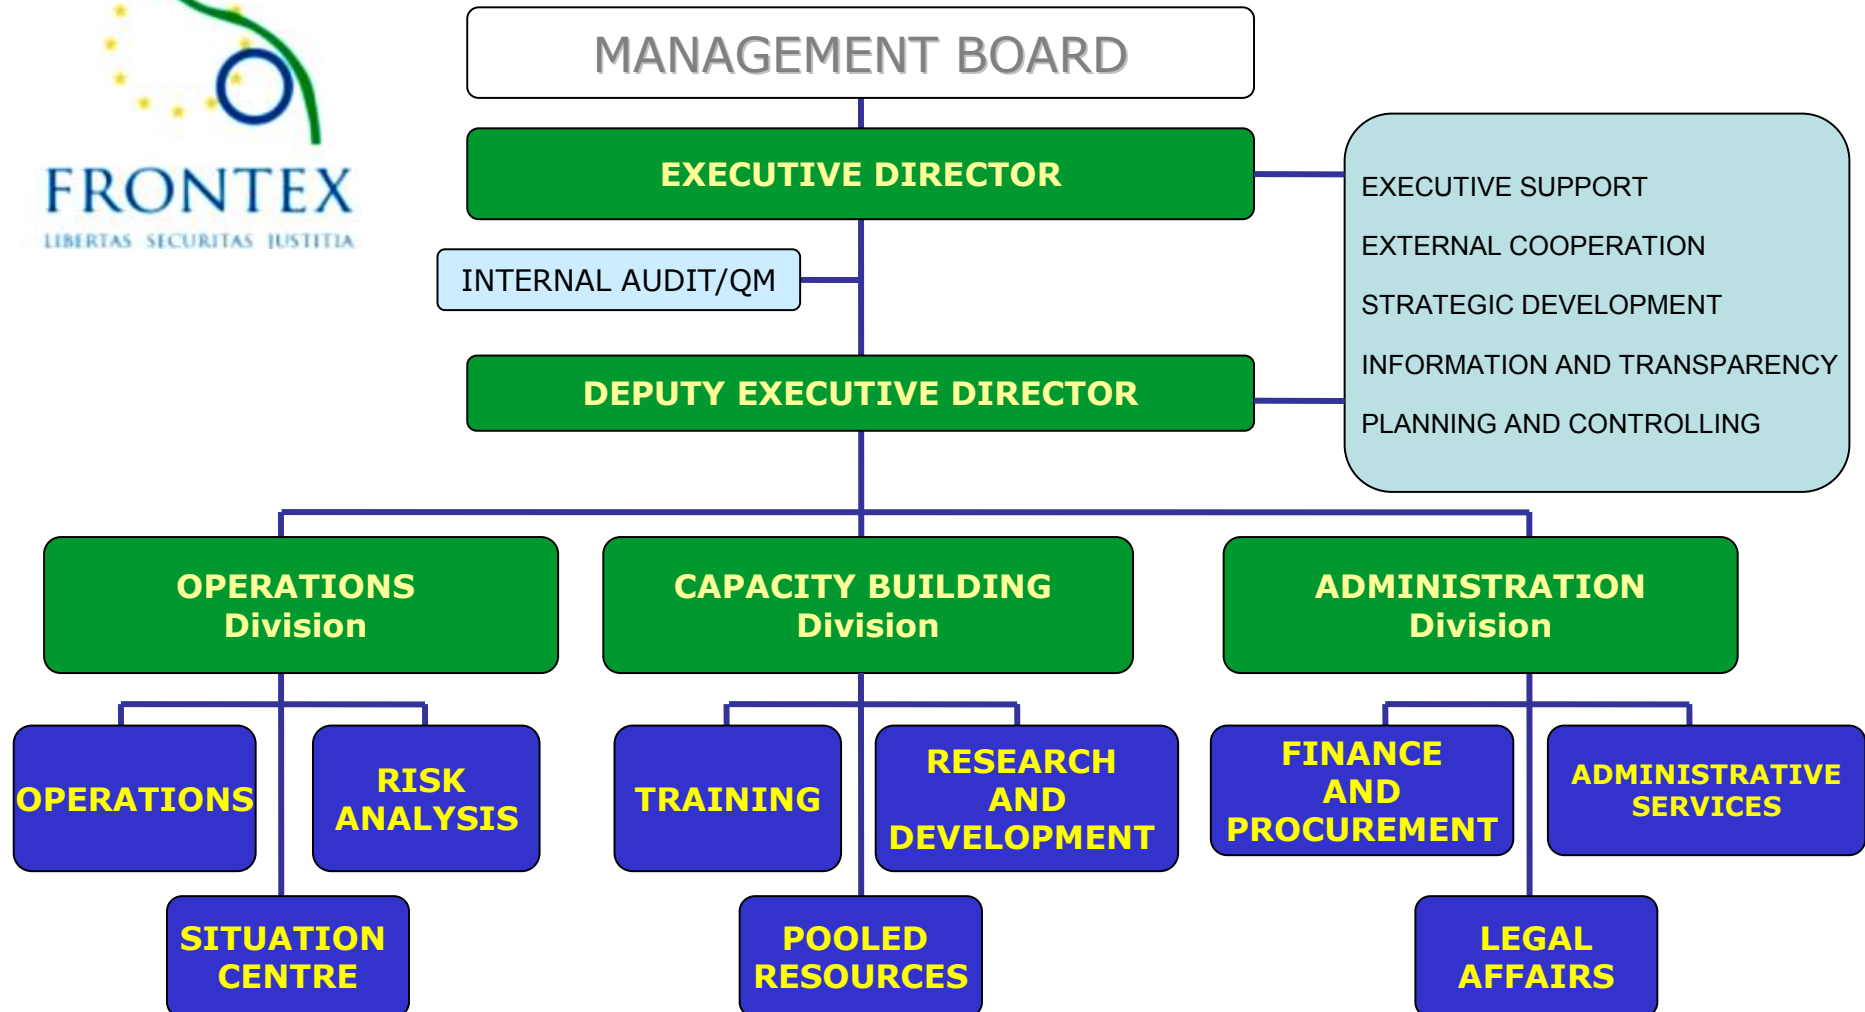 FRONTEX
LIBERTAS SECURITAS JUSTITIA
MANAGEMENT BOARD
EXECUTIVE DIRECTOR
INTERNAL AUDIT/QM
DEPUTY EXECUTIVE DIRECTOR
EXECUTIVE SUPPORT
EXTERNAL COOPERATION
STRATEGIC DEVELOPMENT
INFORMATION AND TRANSPARENCY
PLANNING AND CONTROLLING
OPERATIONS
Division
CAPACITY BUILDING
Division
ADMINISTRATION
Division
OPERATIONS
RISK
ANALYSIS
SITUATION
CENTRE
TRAINING
RESEARCH
AND
DEVELOPMENT
POOLED
RESOURCES
FINANCE
AND
PROCUREMENT
ADMINISTRATIVE
SERVICES
LEGAL
AFFAIRS